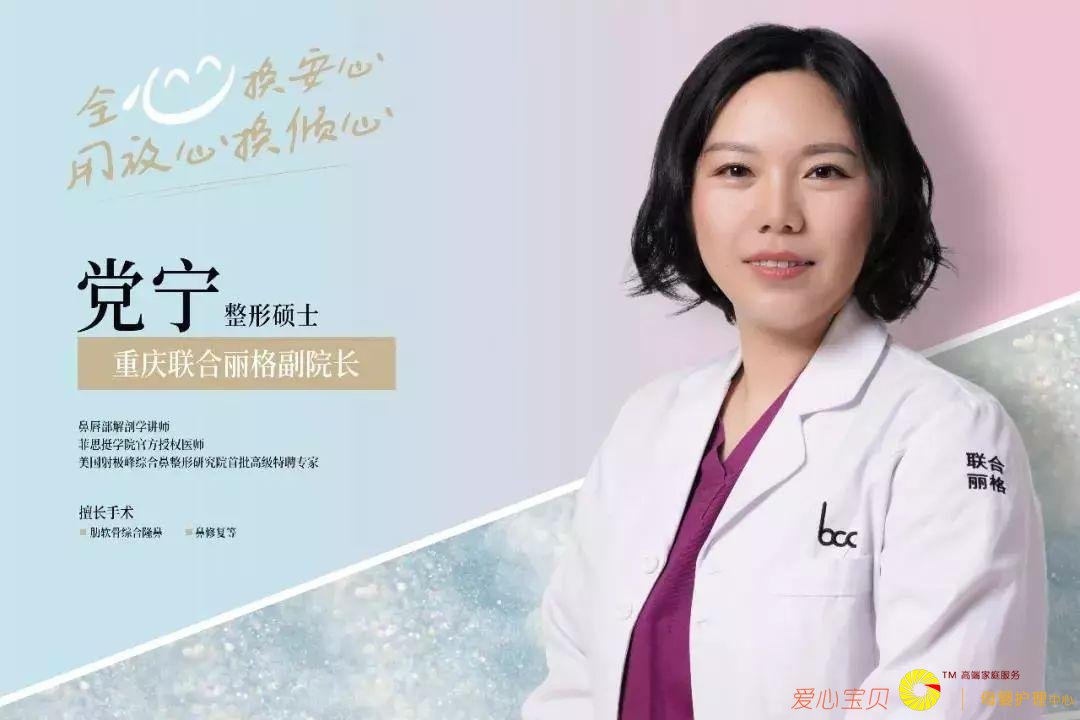 全心换安心
用放心换倾心
党宁 整形硕士
重庆联合丽格副院长
鼻唇部解剖学讲师
菲思挺学院官方授权医师
美国射极峰综合鼻整形研究院首批高级特聘专家
擅长手术
肋软骨综合隆鼻 鼻修复等
联合
丽格
bcc
TM 高端家庭服务
爱心宝贝 母婴护理中心